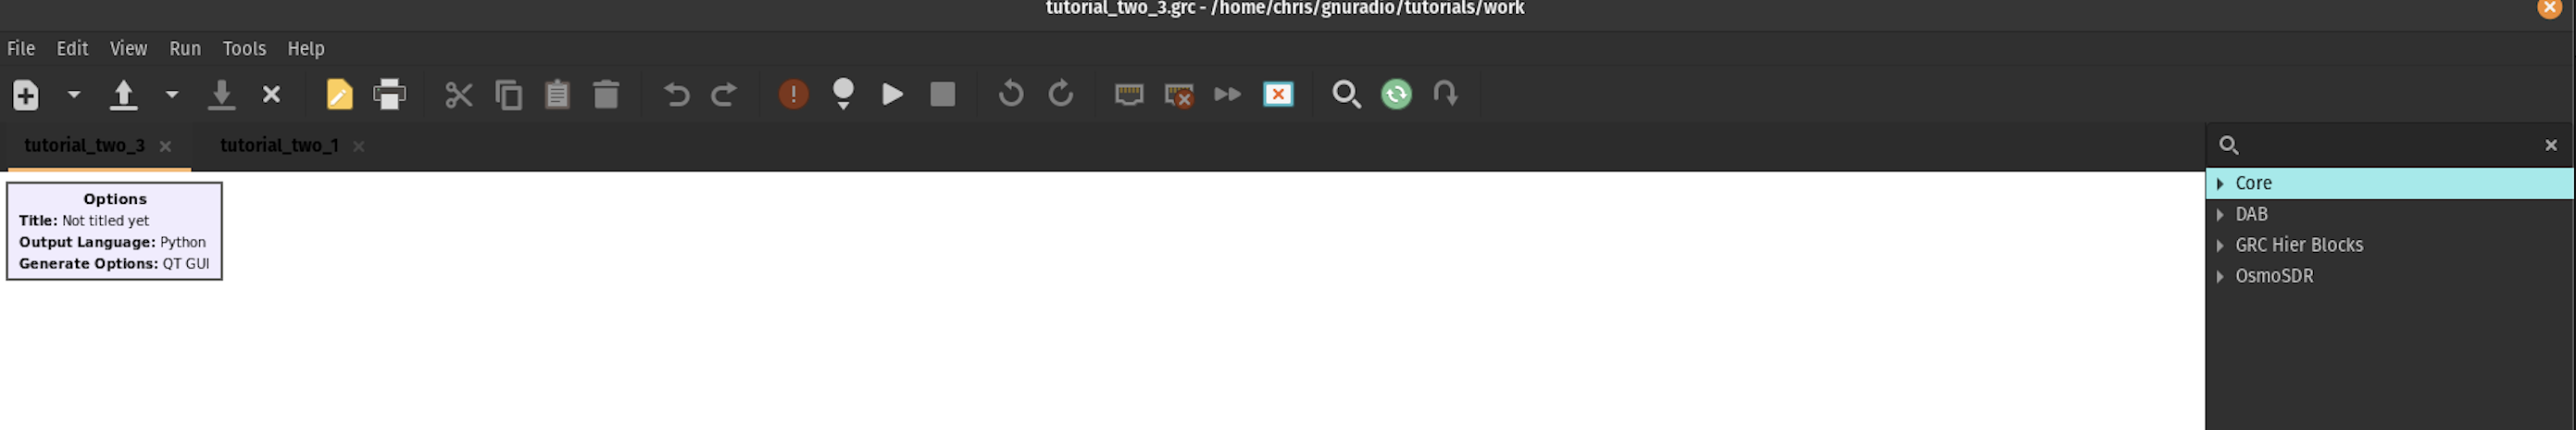 tutorial_two_3.grc - /home/chris/gnuradio/tutorials/work
File Edit View Run Tools Help
tutorial_two_3 tutorial_two_1
Options
Title: Not titled yet
Output Language: Python
Generate Options: QT GUI
Core
DAB
GRC Hier Blocks
OsmoSDR